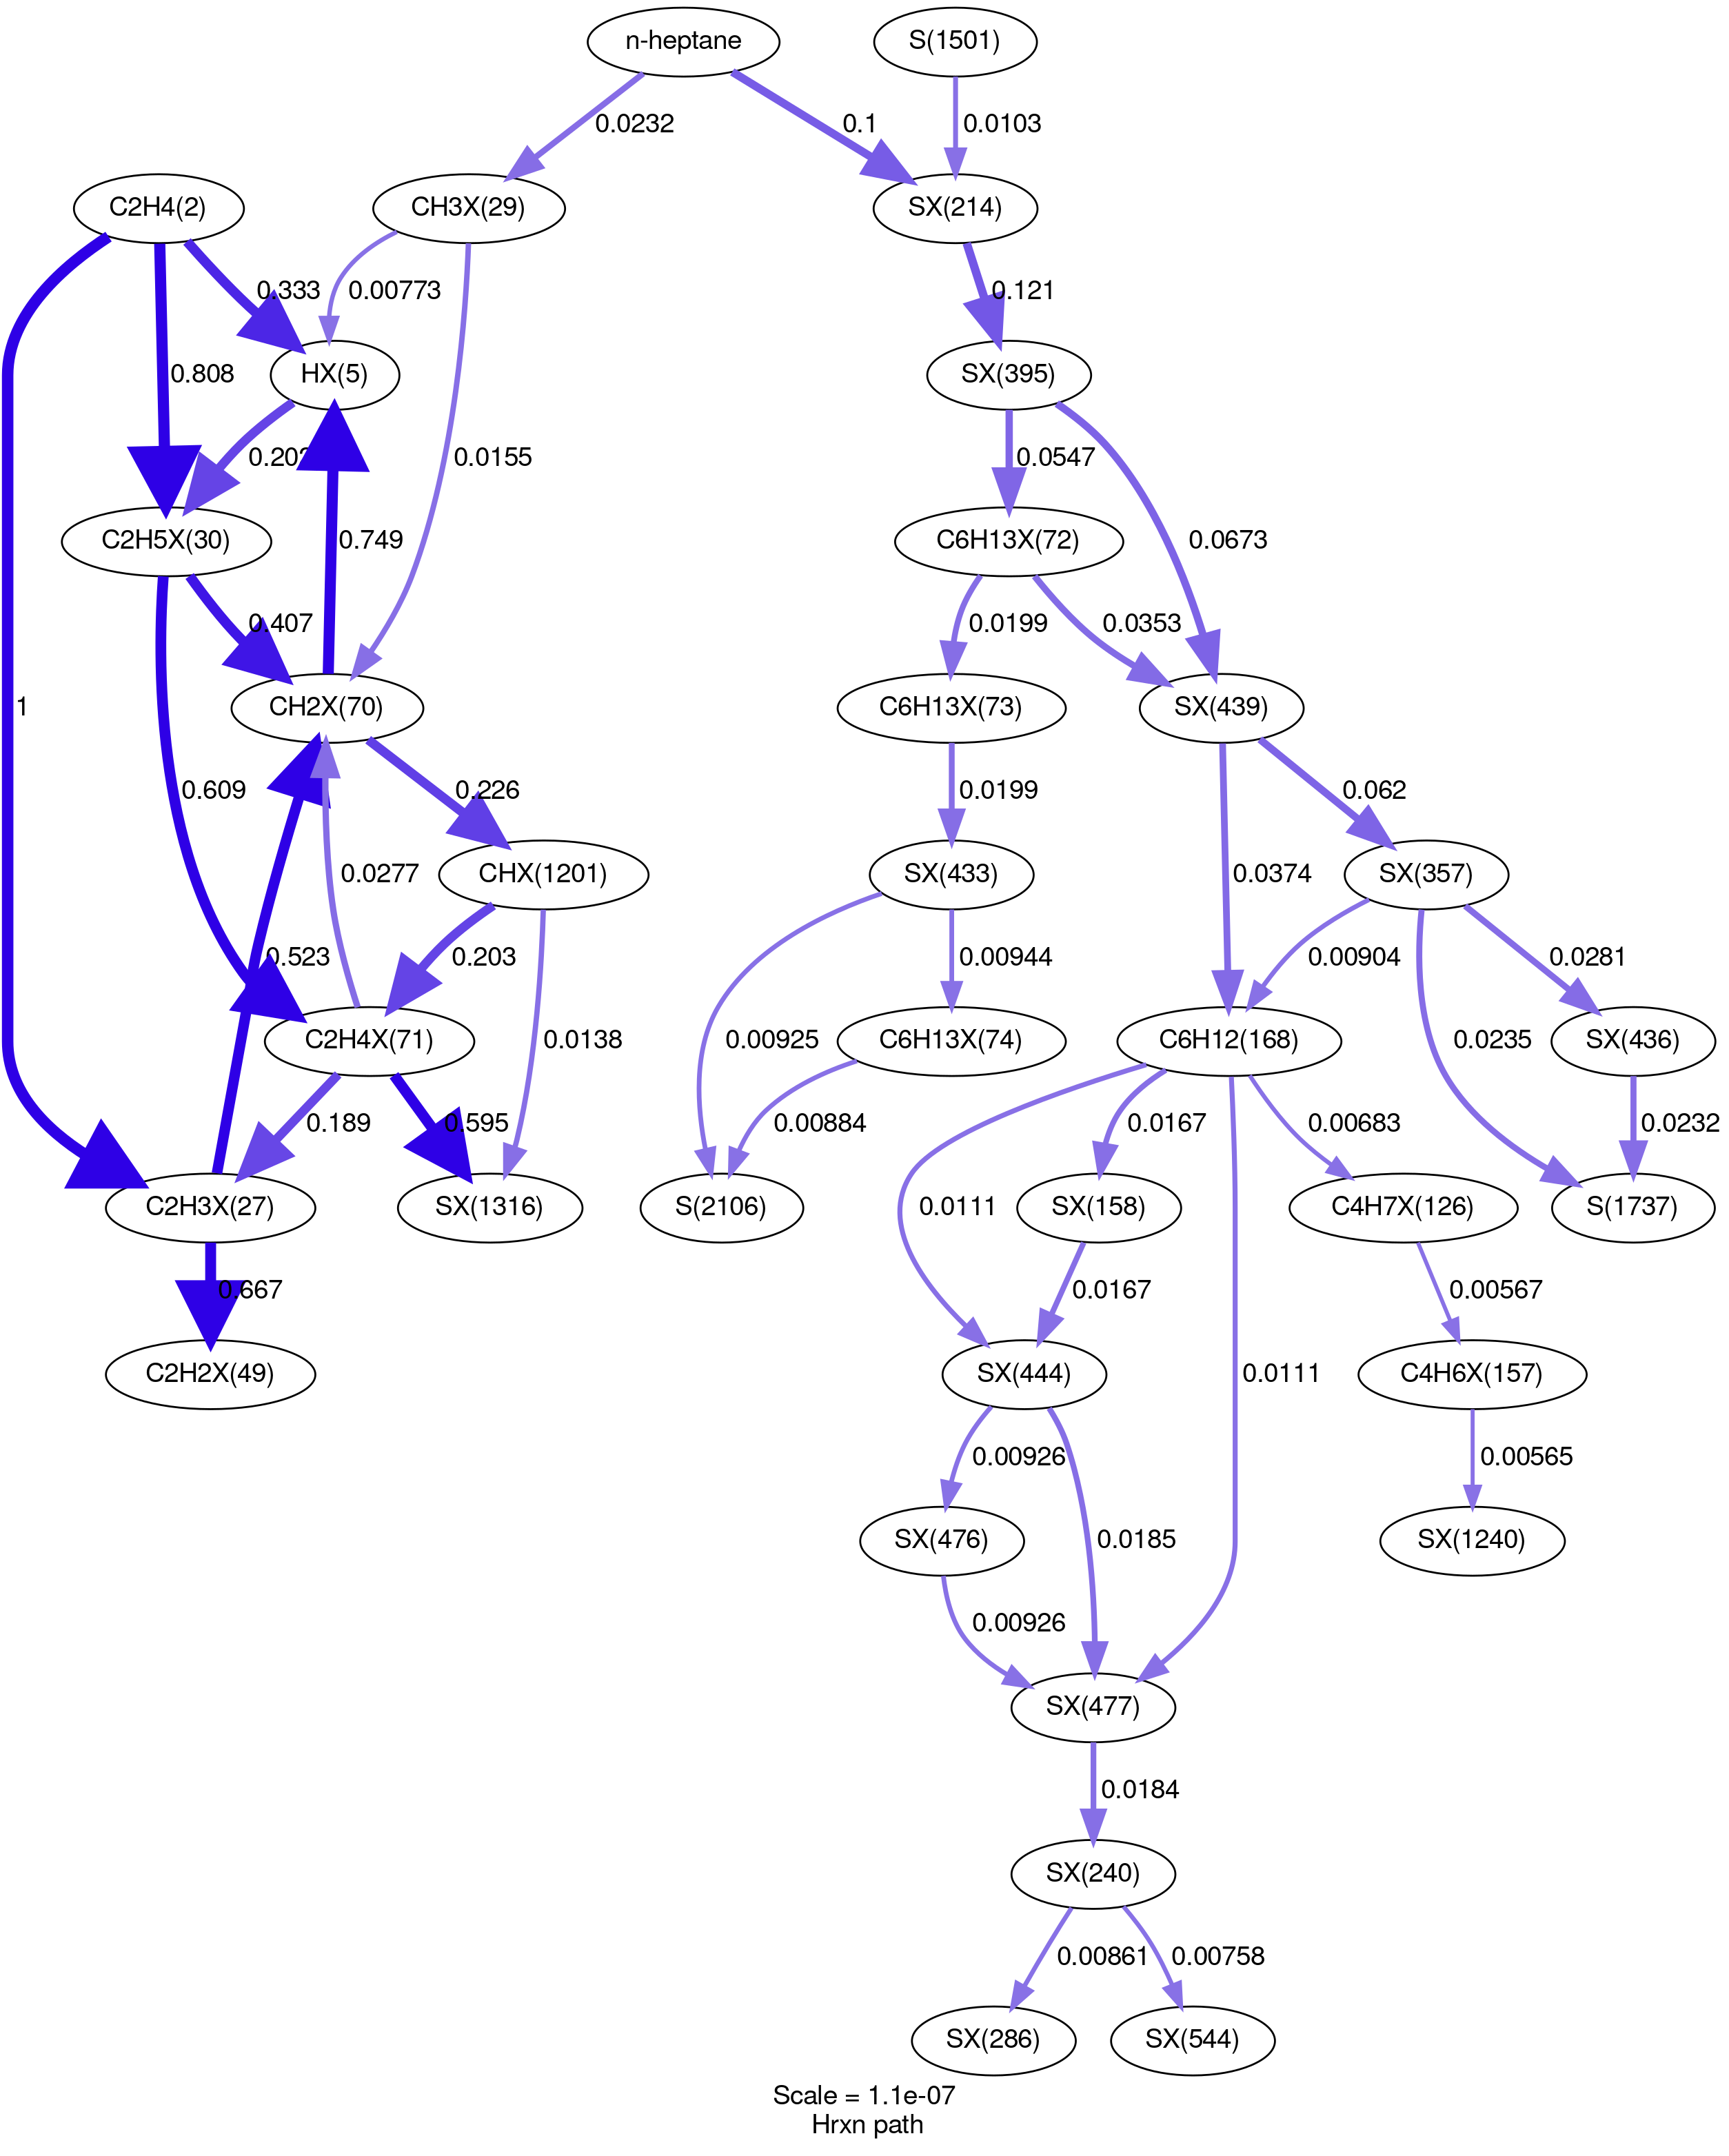 n-heptane
S(1501)
0.0232
0.1
0.0103
C2H4(2)
CH3X(29)
SX(214)
0.333
0.00773
0.121
0.808
HX(5)
SX(395)
0.0155
0.0547
C2H5X(30)
0.749
C6H13X(72)
0.0673
0.407
0.0199
0.0353
1
CH2X(70)
C6H13X(73)
SX(439)
0.609
0.226
0.0199
0.062
0.0277
CHX(1201)
SX(433)
0.0374
SX(357)
0.523
0.203
0.00944
0.00904
0.0281
0.0138
0.00925
0.0235
C2H4X(71)
C6H13X(74)
C6H12(168)
SX(436)
0.189
0.595
0.00884
0.0167
0.00683
0.0232
C2H3X(27)
SX(1316)
S(2106)
0.0111
SX(158)
C4H7X(126)
S(1737)
0.667
0.0167
0.00567
C2H2X(49)
SX(444)
0.0111
C4H6X(157)
0.00926
0.00565
SX(476)
0.0185
SX(1240)
0.00926
SX(477)
0.0184
SX(240)
0.00861
0.00758
SX(286)
SX(544)
Scale = 1.1e-07
Hrxn path